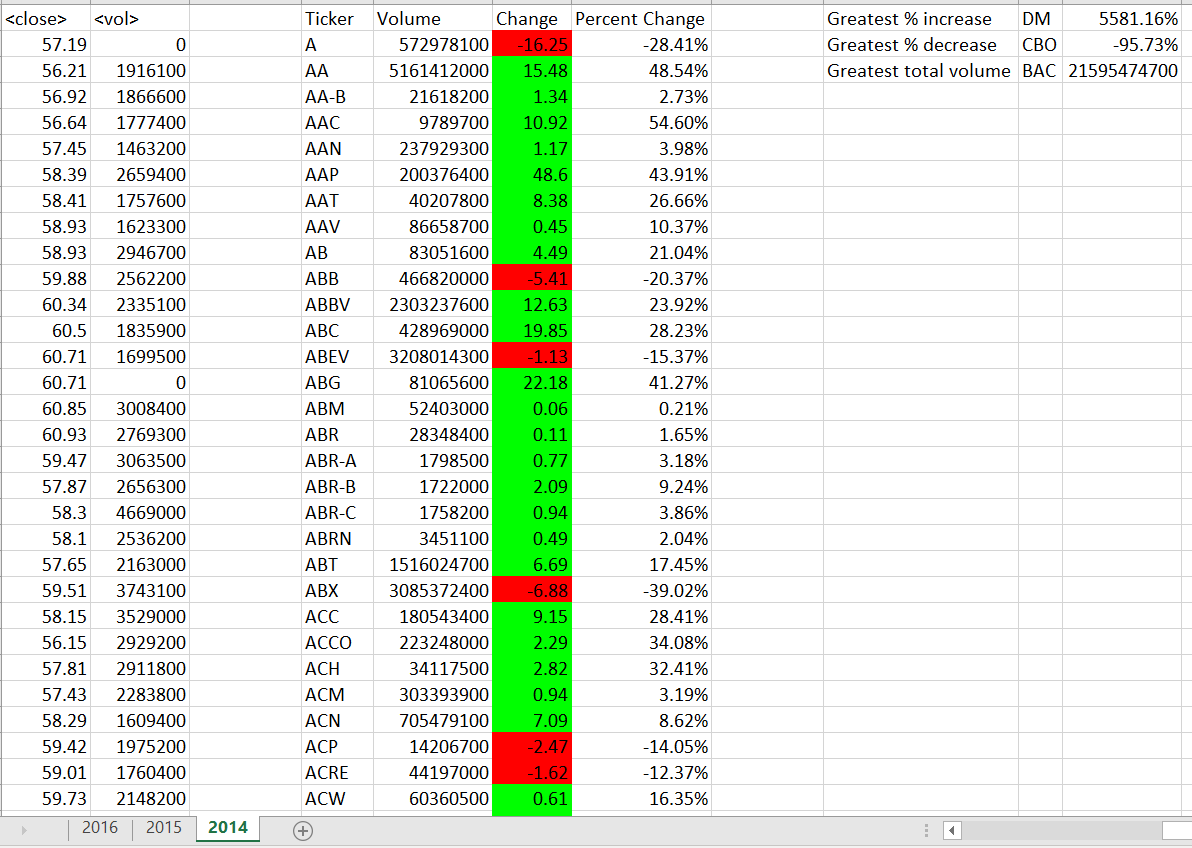 <close> <vol> Ticker Volume Change Percent Change Greatest % increase DM 5581.16%
57.19 0 A 572978100 -16.25 -28.41% Greatest % decrease CBO -95.73%
56.21 1916100 AA 5161412000 15.48 48.54% Greatest total volume BAC 21595474700
56.92 1866600 AA-B 21618200 1.34 2.73%
56.64 1777400 AAC 9789700 10.92 54.60%
57.45 1463200 AAN 237929300 1.17 3.98%
58.39 2659400 AAP 200376400 48.6 43.91%
58.41 1757600 AAT 40207800 8.38 26.66%
58.93 1623300 AAV 86658700 0.45 10.37%
58.93 2946700 AB 83051600 4.49 21.04%
59.88 2562200 ABB 466820000 -5.41 -20.37%
60.34 2335100 ABBV 2303237600 12.63 23.92%
60.5 1835900 ABC 428969000 19.85 28.23%
60.71 1699500 ABEV 3208014300 -1.13 -15.37%
60.71 0 ABG 81065600 22.18 41.27%
60.85 3008400 ABM 52403000 0.06 0.21%
60.93 2769300 ABR 28348400 0.11 1.65%
59.47 3063500 ABR-A 1798500 0.77 3.18%
57.87 2656300 ABR-B 1722000 2.09 9.24%
58.3 4669000 ABR-C 1758200 0.94 3.86%
58.1 2536200 ABRN 3451100 0.49 2.04%
57.65 2163000 ABT 1516024700 6.69 17.45%
59.51 3743100 ABX 3085372400 -6.88 -39.02%
58.15 3529000 ACC 180543400 9.15 28.41%
56.15 2929200 ACCO 223248000 2.29 34.08%
57.81 2911800 ACH 34117500 2.82 32.41%
57.43 2283800 ACM 303393900 0.94 3.19%
58.29 1609400 ACN 705479100 7.09 8.62%
59.42 1975200 ACP 14206700 -2.47 -14.05%
59.01 1760400 ACRE 44197000 -1.62 -12.37%
59.73 2148200 ACW 60360500 0.61 16.35%
2016 2015 2014